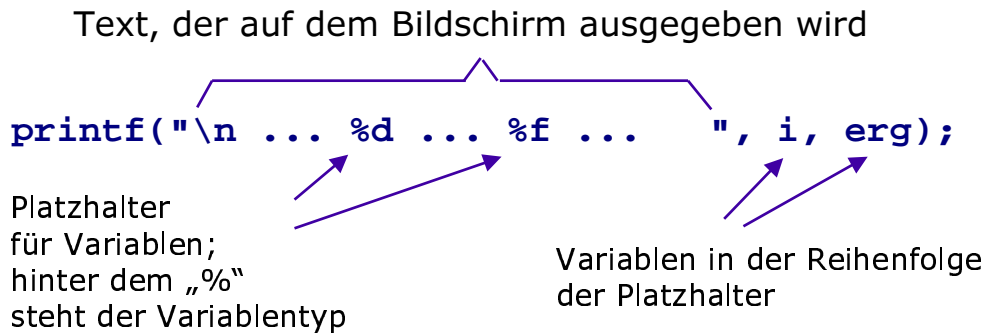 Text, der auf dem Bildschirm ausgegeben wird
printf("\n ... %d ... %f ... ", i, erg);
Platzhalter
für Variablen;
hinter dem „%“
steht der Variablentyp
Variablen in der Reihenfolge
der Platzhalter